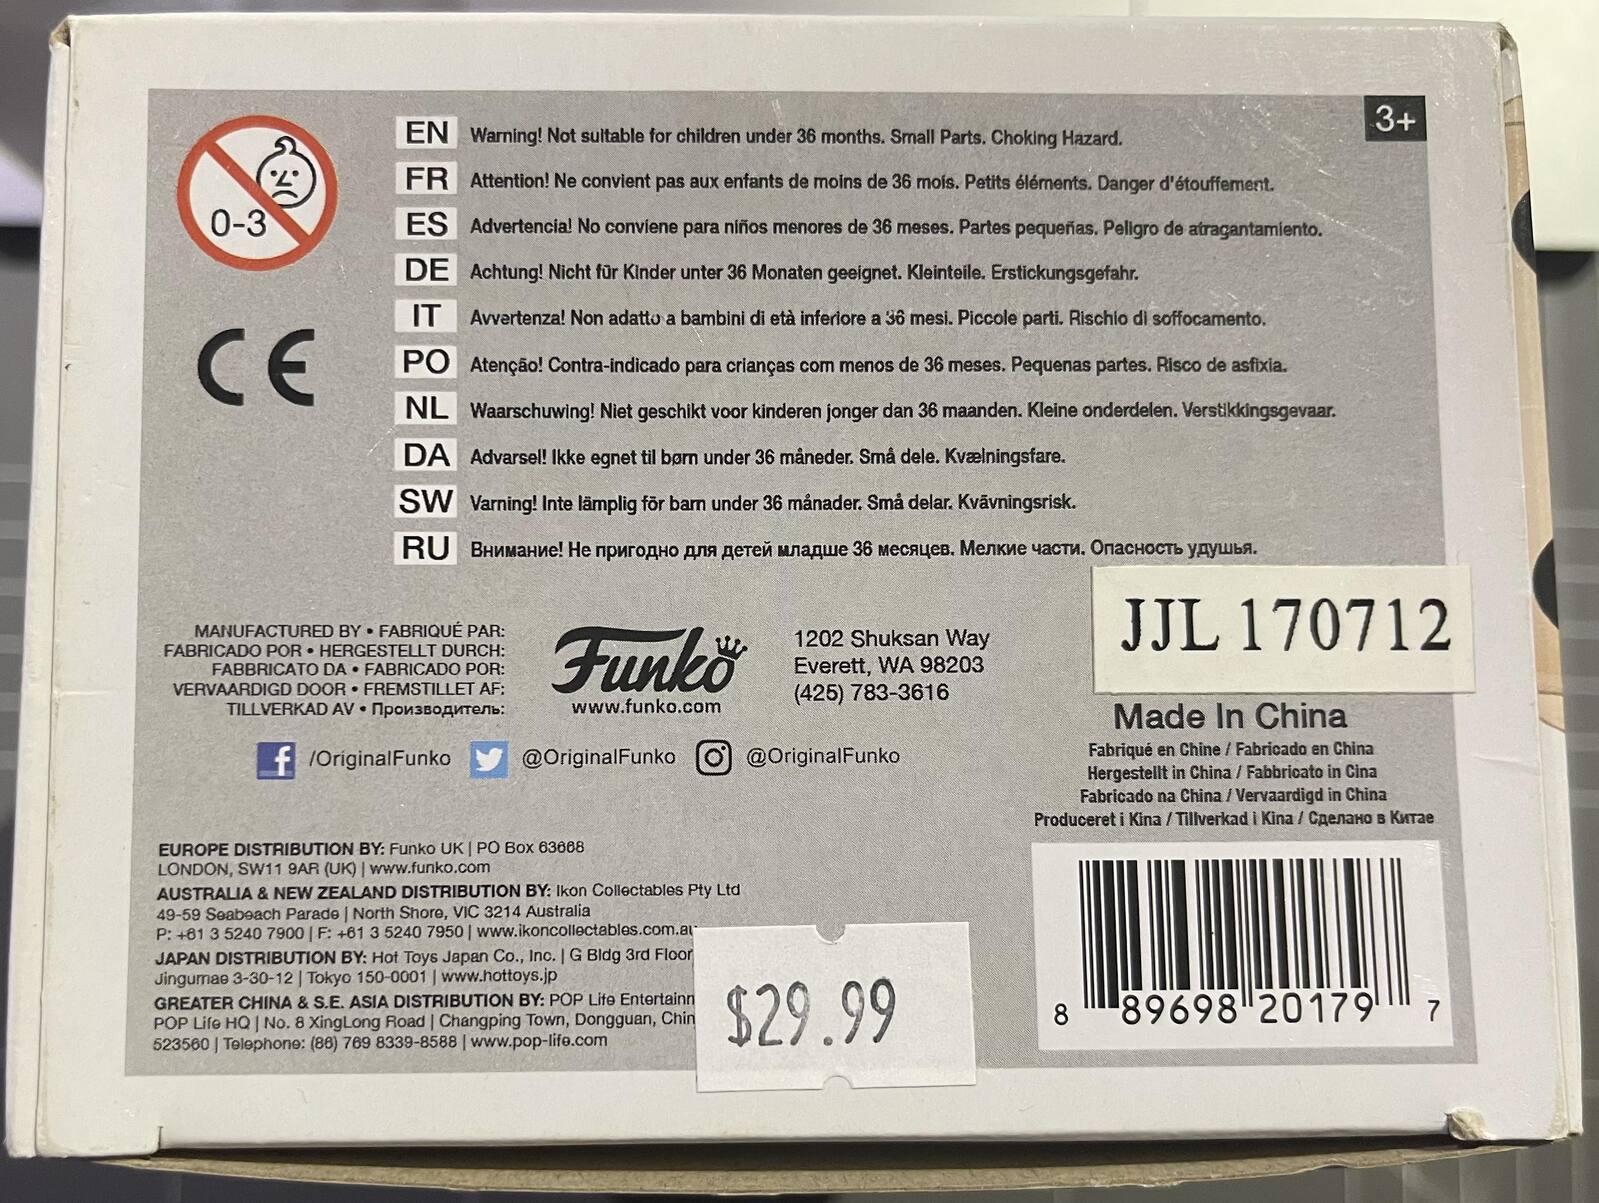 3+
0-3
EN Warning! Not suitable for children under 36 months. Small Parts. Choking Hazard.
FR Attention! Ne convient pas aux enfants de moins de 36 mois. Petits éléments. Danger d'étouffement.
ES Advertencia! No conviene para niños menores de 36 meses. Partes pequeñas. Peligro de atragantamiento.
DE Achtung! Nicht für Kinder unter 36 Monaten geeignet. Kleinteile. Erstickungsgefahr.
IT Avvertenza! Non adatto a bambini di età inferiore a 36 mesi. Piccole parti. Rischio di soffocamento.
PO Atenção! Contra-indicado para crianças com menos de 36 meses. Pequenas partes. Risco de asfixia.
NL Waarschuwing! Niet geschikt voor kinderen jonger dan 36 maanden. Kleine onderdelen. Verstikkingsgevaar.
DA Advarsel! Ikke egnet til børn under 36 måneder. Små dele. Kvælningsfare.
SW Varning! Inte lämplig för barn under 36 månader. Små delar. Kvävningsrisk.
RU Внимание! Не пригодно для детей младше 36 месяцев. Мелкие части. Опасность удушья.
CE
MANUFACTURED BY • FABRIQUÉ PAR:
FABRICADO POR • HERGESTELLT DURCH:
FABBRICATO DA • FABRICADO POR:
VERVAARDIGD DOOR • FREMSTILLET AF:
TILLVERKAD AV • Производитель:
Funko
www.funko.com
1202 Shuksan Way
Everett, WA 98203
(425) 783-3616
JJL 170712
/OriginalFunko @OriginalFunko @OriginalFunko
Made In China
Fabriqué en Chine / Fabricado en China
Hergestellt in China / Fabbricato in Cina
Fabricado na China / Vervaardigd in China
Produceret i Kina / Tillverkad i Kina / Сделано в Китае
EUROPE DISTRIBUTION BY: Funko UK | PO Box 63668
LONDON, SW11 9AR (UK) | www.funko.com
AUSTRALIA & NEW ZEALAND DISTRIBUTION BY: Ikon Collectables Pty Ltd
49-59 Seabeach Parade | North Shore, VIC 3214 Australia
P: +61 3 5240 7900 | F: +61 3 5240 7950 | www.ikoncollectables.com.au
JAPAN DISTRIBUTION BY: Hot Toys Japan Co., Inc. | G Bldg 3rd Floor
Jingumae 3-30-12 | Tokyo 150-0001 | www.hottoys.jp
GREATER CHINA & S.E. ASIA DISTRIBUTION BY: POP Life
POP Life HQ | No. 8 XingLong Road | Changping Town, Dongguan,
523560 | Telephone: (86) 769 8339-8588 | www.pop-life.com
$29.99
8 89698 20179 7